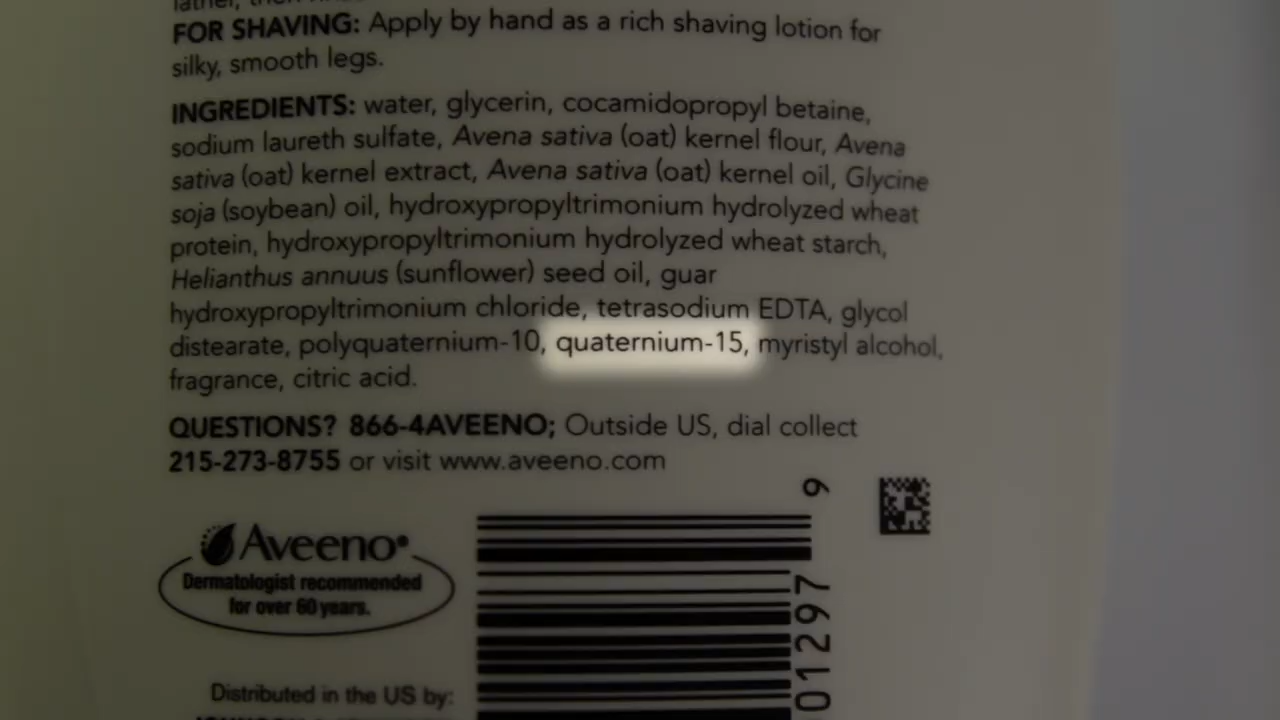 lather, then
FOR SHAVING: Apply by hand as a rich shaving lotion for
silky, smooth legs.
INGREDIENTS: water, glycerin, cocamidopropyl betaine,
sodium laureth sulfate, Avena sativa (oat) kernel flour, Avena
sativa (oat) kernel extract, Avena sativa (oat) kernel oil, Glycine
soja (soybean) oil, hydroxypropyltrimonium hydrolyzed wheat
protein, hydroxypropyltrimonium hydrolyzed wheat starch,
Helianthus annuus (sunflower) seed oil, guar
hydroxypropyltrimonium chloride, tetrasodium EDTA, glycol
distearate, polyquaternium-10, quaternium-15, myristyl alcohol,
fragrance, citric acid.
QUESTIONS? 866-4AVEENO; Outside US, dial collect
215-273-8755 or visit www.aveeno.com
Aveeno®
Dermatologist recommended
for over 60 years.
Distributed in the US by:
01297 9